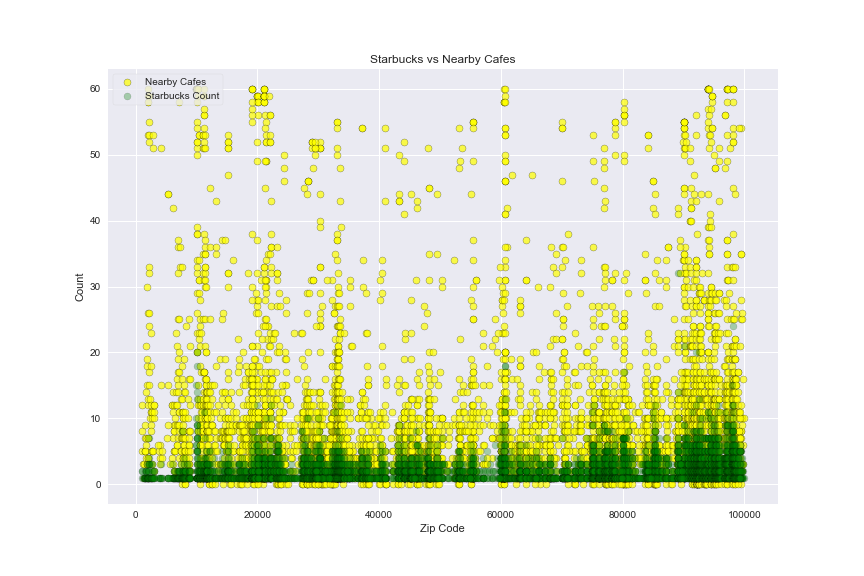 Starbucks vs Nearby Cafes
Nearby Cafes
Starbucks Count
60
50
40
30
20
10
0
Count
0 20000 40000 60000 80000 100000
Zip Code